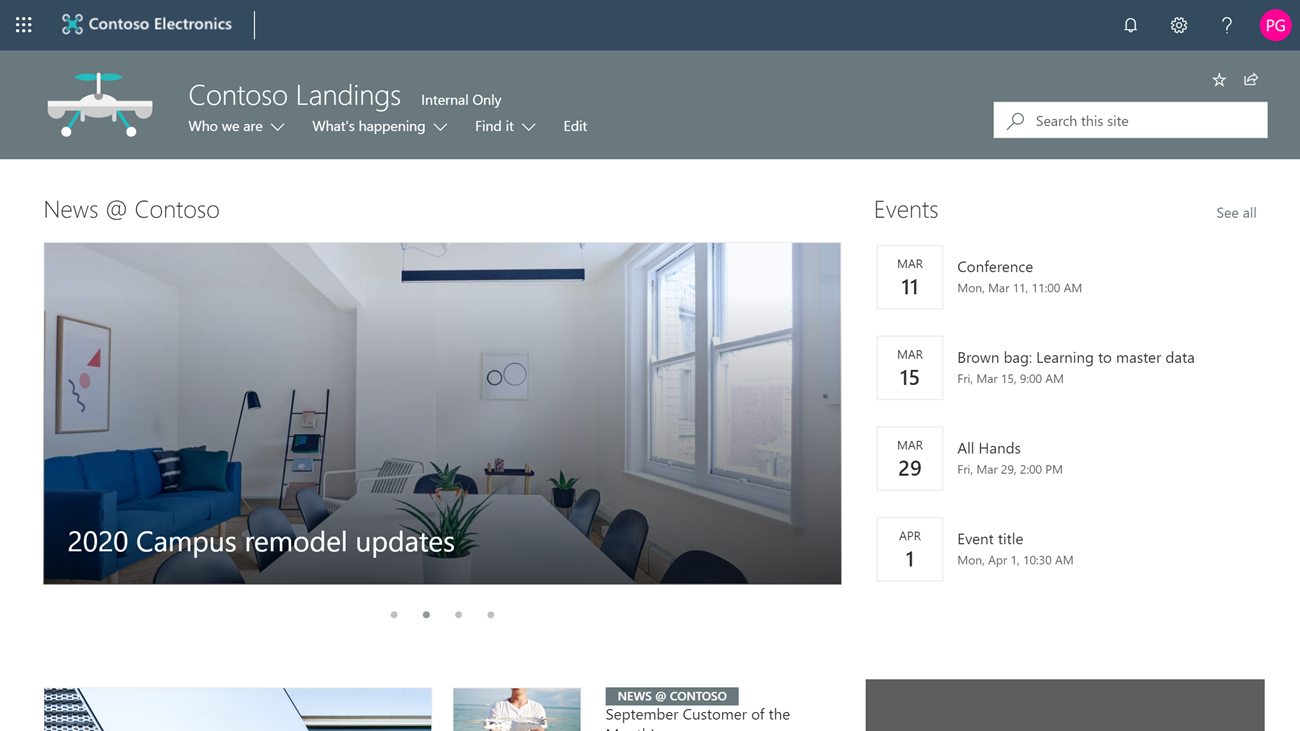 Contoso Electronics
PG
Contoso Landings
Internal Only
Who we are
What's happening
Find it
Edit
Search this site
News @ Contoso
2020 Campus remodel updates
Events
See all
MAR
11
Conference
Mon, Mar 11, 11:00 AM
MAR
15
Brown bag: Learning to master data
Fri, Mar 15, 9:00 AM
MAR
29
All Hands
Fri, Mar 29, 2:00 PM
APR
1
Event title
Mon, Apr 1, 10:30 AM
NEWS @ CONTOSO
September Customer of the